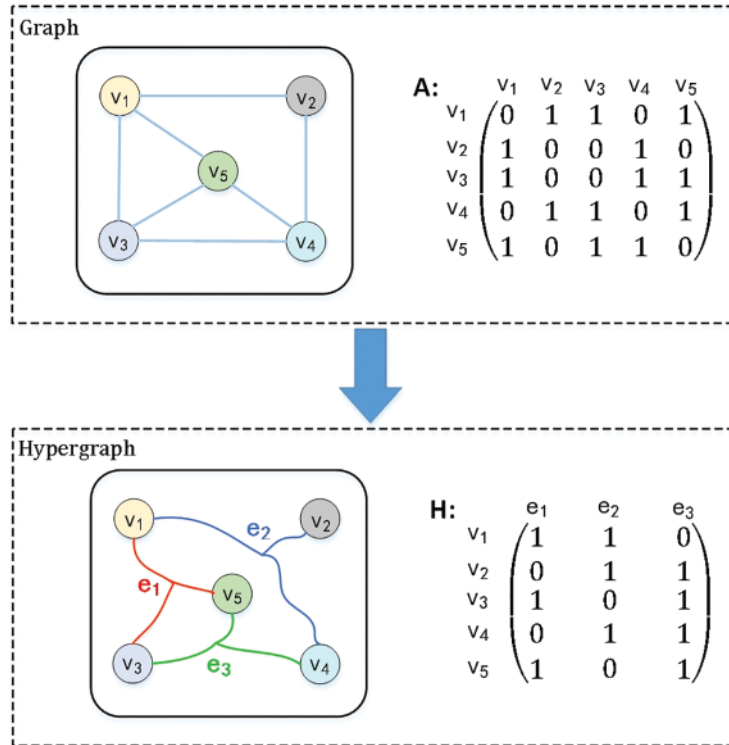 Graph
v1 v2
v5
v3 v4
A: v1 v2 v3 v4 v5
v1 0 1 1 0 1
v2 1 0 0 1 0
v3 1 0 0 1 1
v4 0 1 1 0 1
v5 1 0 1 1 0
Hypergraph
v1 e2 v2
e1 v5
v3 e3 v4
H: e1 e2 e3
v1 1 1 0
v2 0 1 1
v3 1 0 1
v4 0 1 1
v5 1 0 1